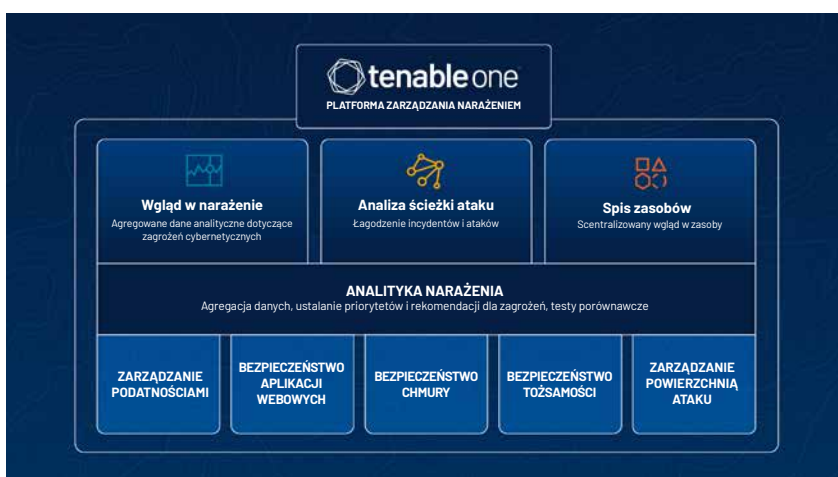 tenable one
PLATFORMA ZARZĄDZANIA NARAŻENIEM
Wgląd w narażenie
Agregowane dane analityczne dotyczące
zagrożeń cybernetycznych
Analiza ścieżki ataku
Łagodzenie incydentów i ataków
Spis zasobów
Scentralizowany wgląd w zasoby
ANALITYKA NARAŻENIA
Agregacja danych, ustalanie priorytetów i rekomendacji dla zagrożeń, testy porównawcze
ZARZĄDZANIE
PODATNOŚCIAMI
BEZPIECZEŃSTWO
APLIKACJI
WEBOWYCH
BEZPIECZEŃSTWO
CHMURY
BEZPIECZEŃSTWO
TOŻSAMOŚCI
ZARZĄDZANIE
POWIERZCHNIĄ
ATAKU